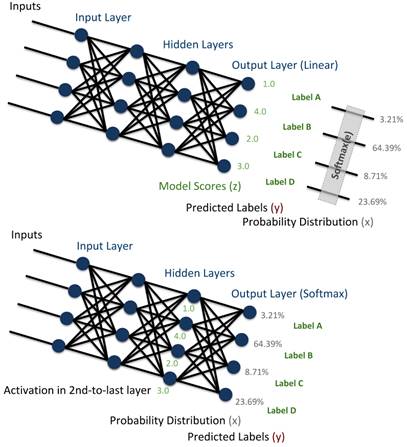 Inputs
Input Layer
Hidden Layers
Output Layer (Linear)
1.0
Label A
4.0
3.21%
Label B
2.0
64.39%
Label C
3.0
8.71%
Label D
Softmax(e)
23.69%
Model Scores (z)
Predicted Labels (y)
Probability Distribution (x)
Inputs
Input Layer
Hidden Layers
Output Layer (Softmax)
1.0
3.21%
Label A
4.0
64.39%
Label B
2.0
8.71%
Label C
Activation in 2nd-to-last layer
3.0
23.69%
Label D
Probability Distribution (x)
Predicted Labels (y)